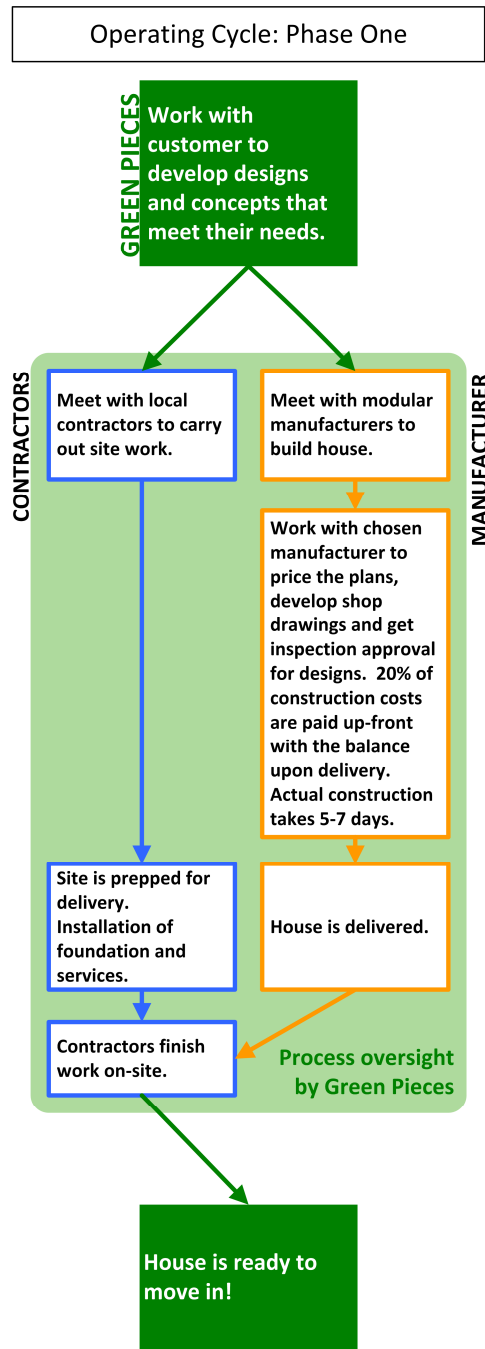 Operating Cycle: Phase One
GREEN PIECES
Work with
customer to
develop designs
and concepts that
meet their needs.
CONTRACTORS
Meet with local
contractors to carry
out site work.
MANUFACTURER
Meet with modular
manufacturers to
build house.
Work with chosen
manufacturer to
price the plans,
develop shop
drawings and get
inspection approval
for designs.  20% of
construction costs
are paid up-front
with the balance
upon delivery.
Actual construction
takes 5-7 days.
Site is prepped for
delivery.
Installation of
foundation and
services.
House is delivered.
Contractors finish
work on-site.
Process oversight
by Green Pieces
House is ready to
move in!